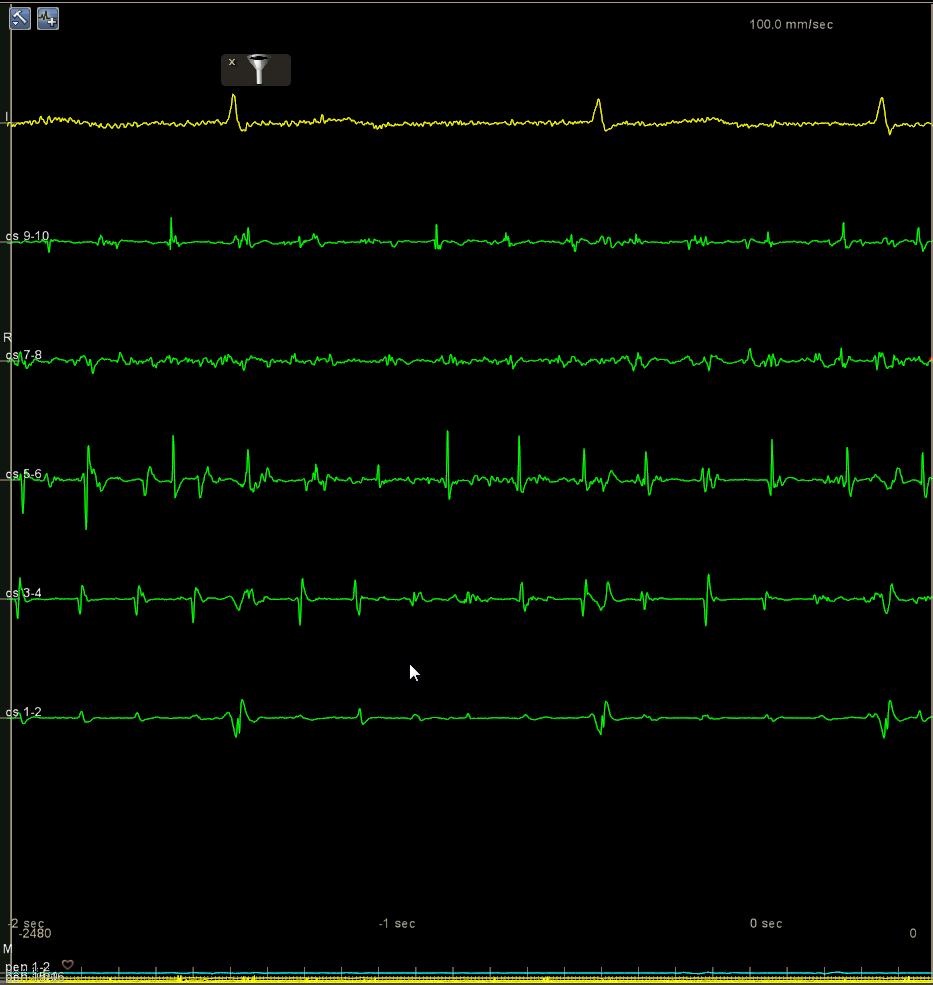 100.0 mm/sec
x
I
cs 9-10
R
cs 7-8
cs 5-6
cs 3-4
cs 1-2
-2 sec -1 sec 0 sec
-2480 0
M
pen 1-2